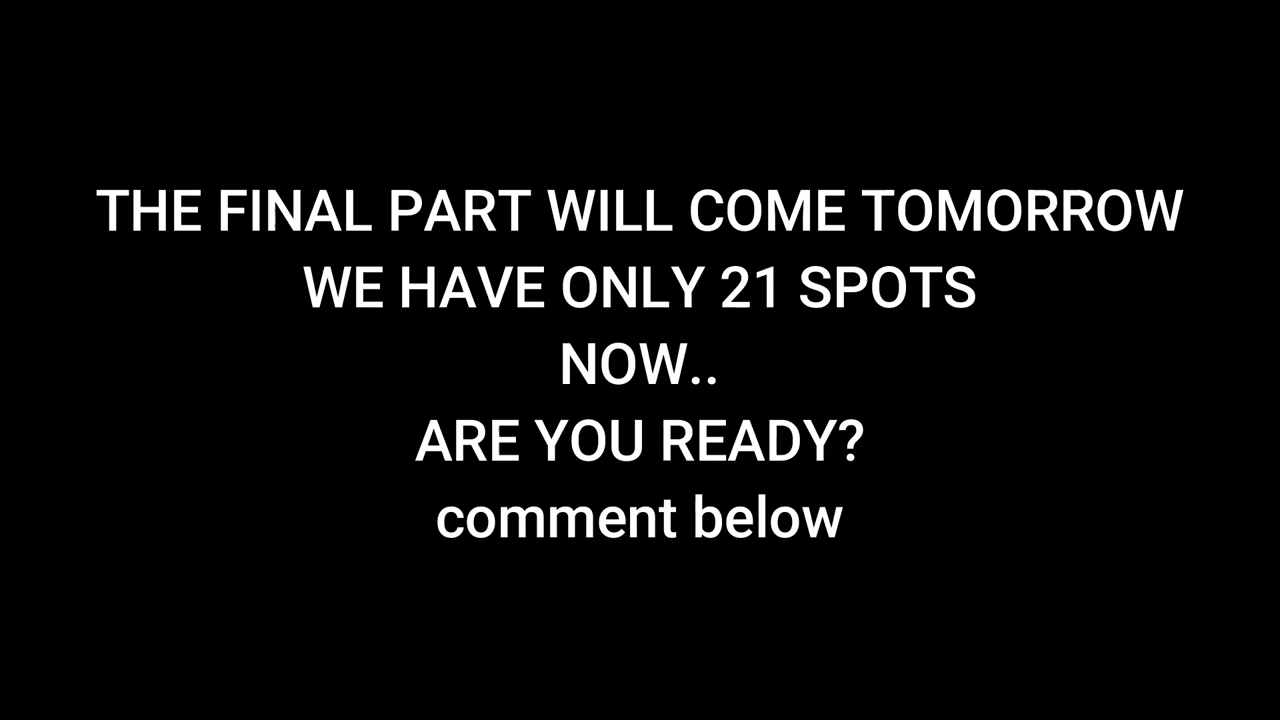 THE FINAL PART WILL COME TOMORROW
WE HAVE ONLY 21 SPOTS
NOW..
ARE YOU READY?
comment below